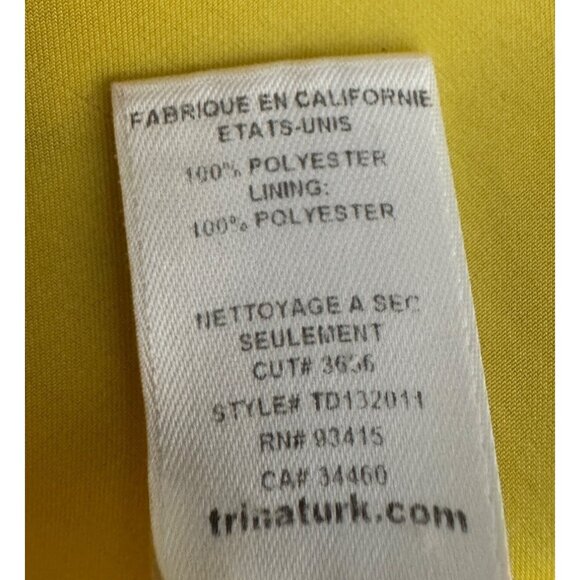 FABRIQUE EN CALIFORNIE
ETATS-UNIS
100% POLYESTER
LINING:
100% POLYESTER
NETTOYAGE A SEC
SEULEMENT
CUT#
STYLE# TD132011
RN# 93415
CA# 34460
trinaturk.com